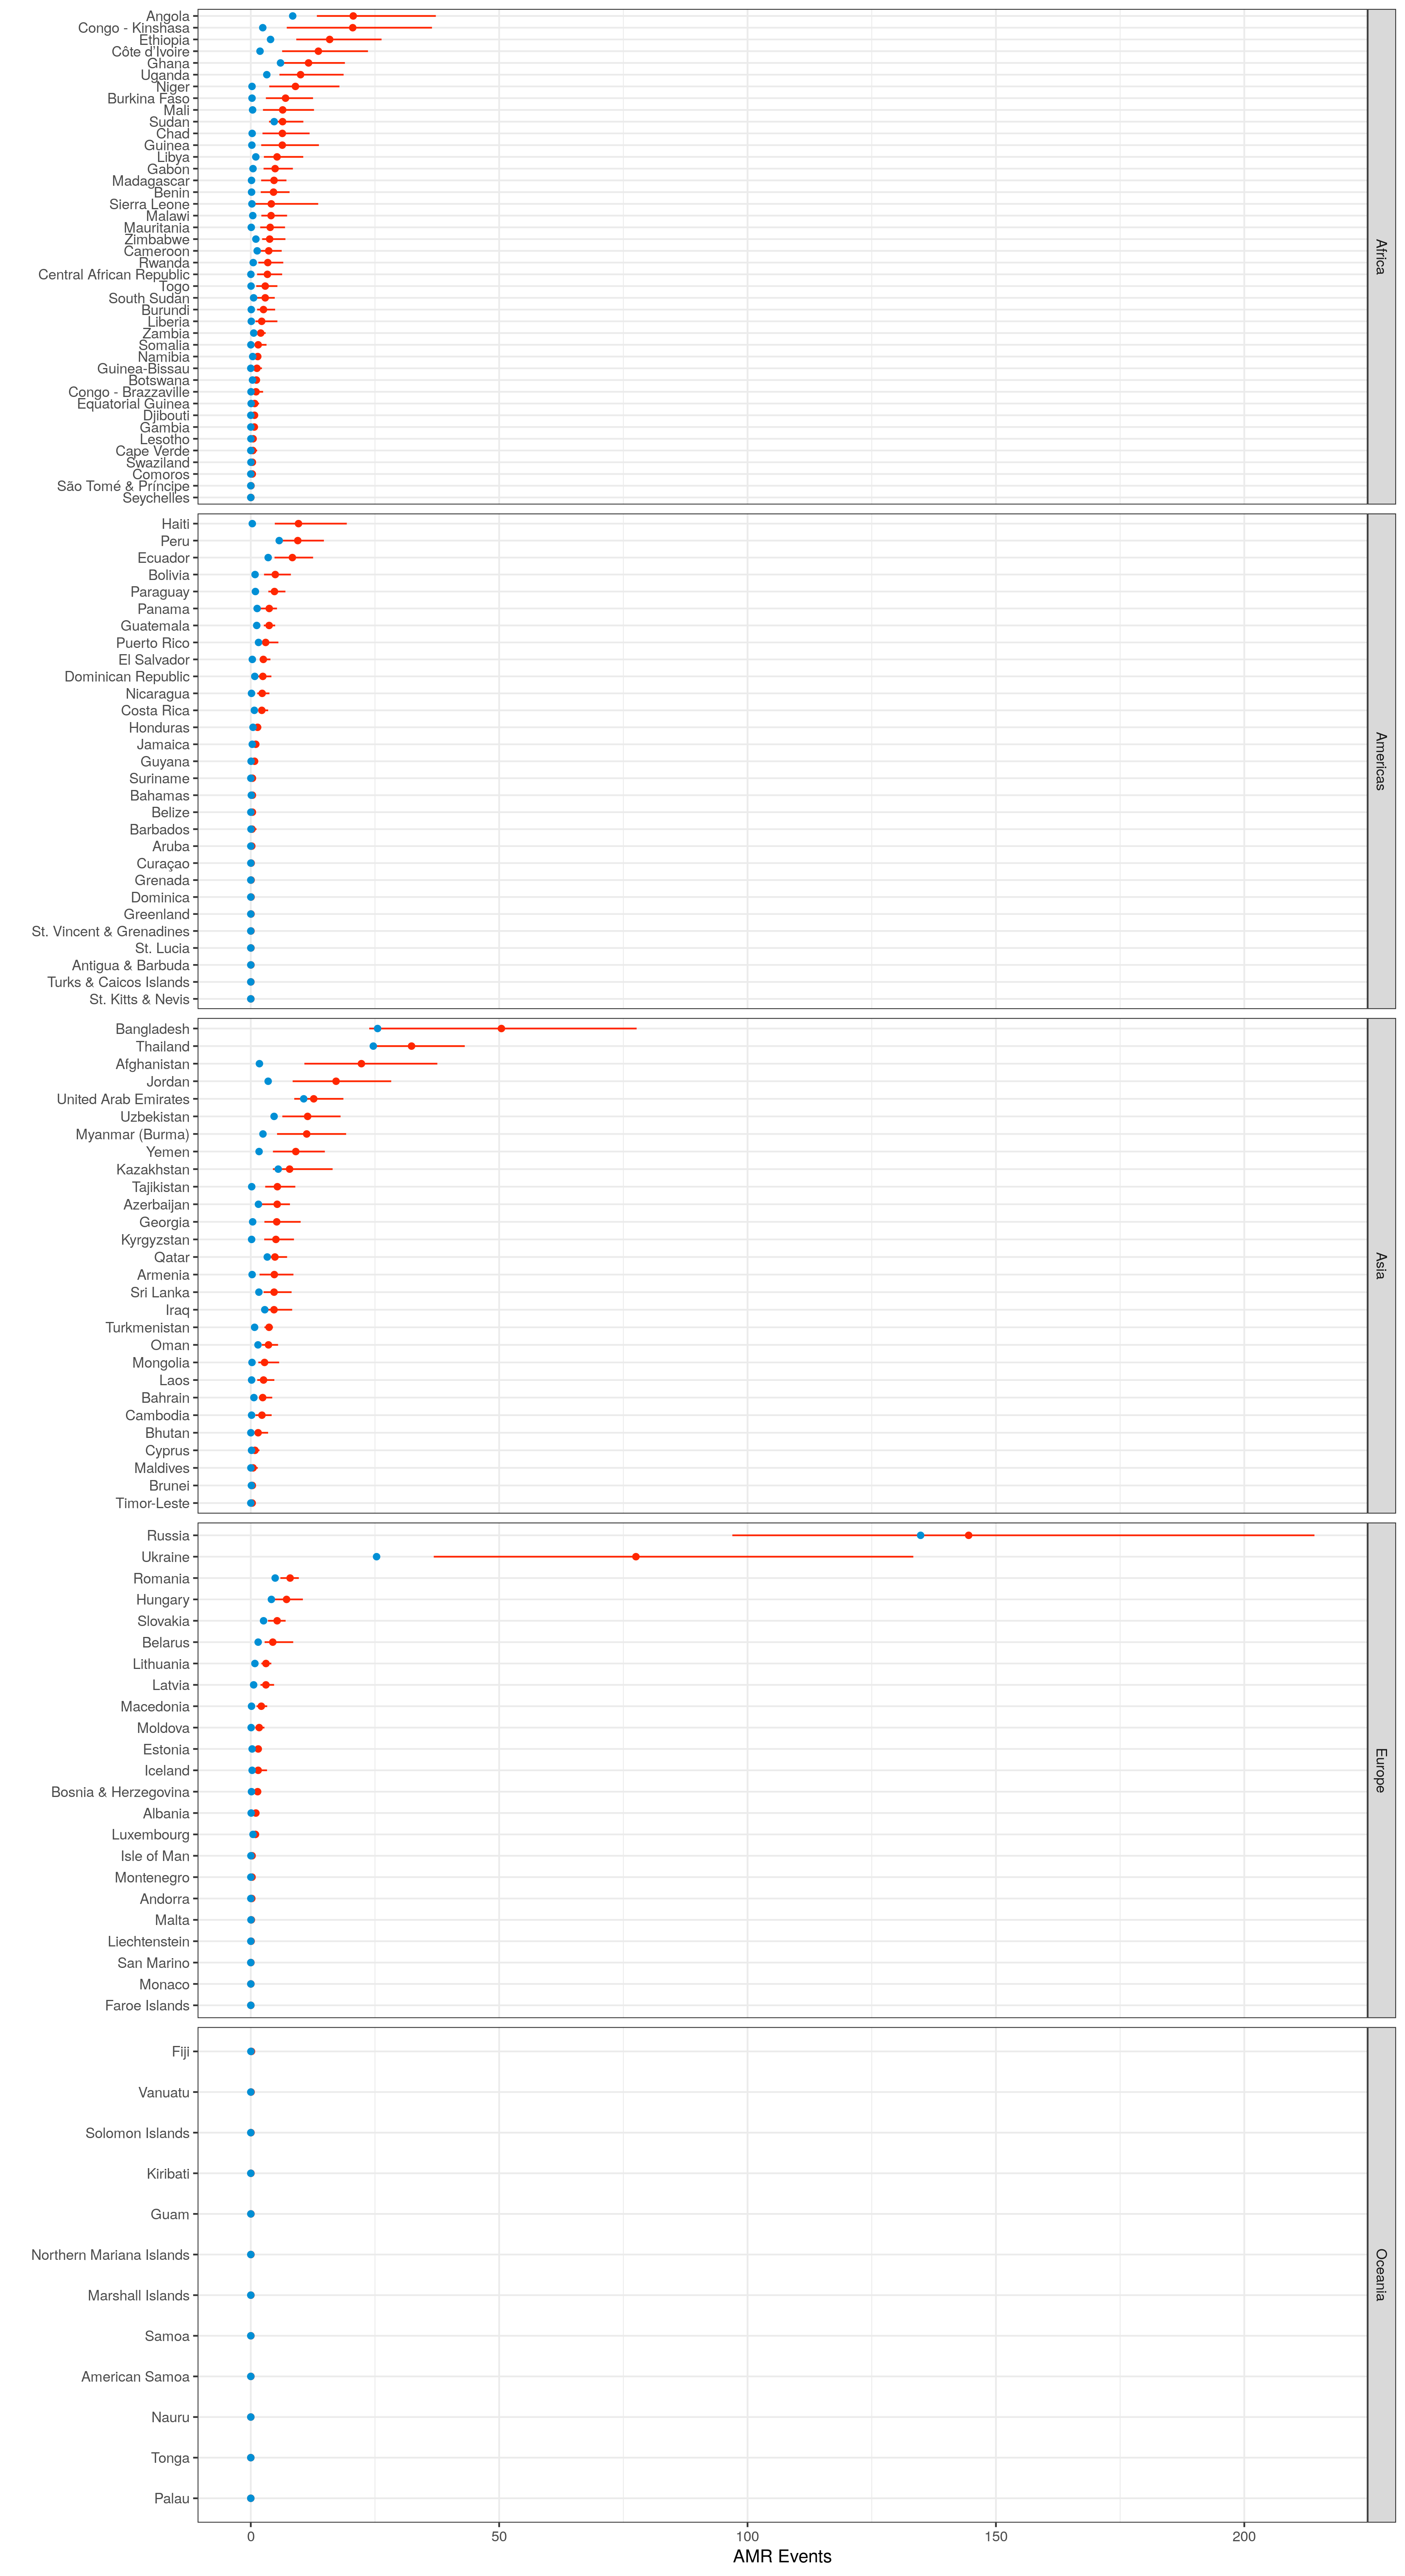 Angola
Congo - Kinshasa
Ethiopia
Côte d'Ivoire
Ghana
Uganda
Niger
Burkina Faso
Mali
Sudan
Chad
Guinea
Libya
Gabon
Madagascar
Benin
Sierra Leone
Malawi
Mauritania
Zimbabwe
Cameroon
Rwanda
Central African Republic
Togo
South Sudan
Burundi
Liberia
Zambia
Somalia
Namibia
Guinea-Bissau
Botswana
Congo - Brazzaville
Equatorial Guinea
Djibouti
Gambia
Lesotho
Cape Verde
Swaziland
Comoros
São Tomé & Príncipe
Seychelles
Africa
Haiti
Peru
Ecuador
Bolivia
Paraguay
Panama
Guatemala
Puerto Rico
El Salvador
Dominican Republic
Nicaragua
Costa Rica
Honduras
Jamaica
Guyana
Suriname
Bahamas
Belize
Barbados
Aruba
Curaçao
Grenada
Dominica
Greenland
St. Vincent & Grenadines
St. Lucia
Antigua & Barbuda
Turks & Caicos Islands
St. Kitts & Nevis
Americas
Bangladesh
Thailand
Afghanistan
Jordan
United Arab Emirates
Uzbekistan
Myanmar (Burma)
Yemen
Kazakhstan
Tajikistan
Azerbaijan
Georgia
Kyrgyzstan
Qatar
Armenia
Sri Lanka
Iraq
Turkmenistan
Oman
Mongolia
Laos
Bahrain
Cambodia
Bhutan
Cyprus
Maldives
Brunei
Timor-Leste
Asia
Russia
Ukraine
Romania
Hungary
Slovakia
Belarus
Lithuania
Latvia
Macedonia
Moldova
Estonia
Iceland
Bosnia & Herzegovina
Albania
Luxembourg
Isle of Man
Montenegro
Andorra
Malta
Liechtenstein
San Marino
Monaco
Faroe Islands
Europe
Fiji
Vanuatu
Solomon Islands
Kiribati
Guam
Northern Mariana Islands
Marshall Islands
Samoa
American Samoa
Nauru
Tonga
Palau
Oceania
0 50 100 150 200
AMR Events